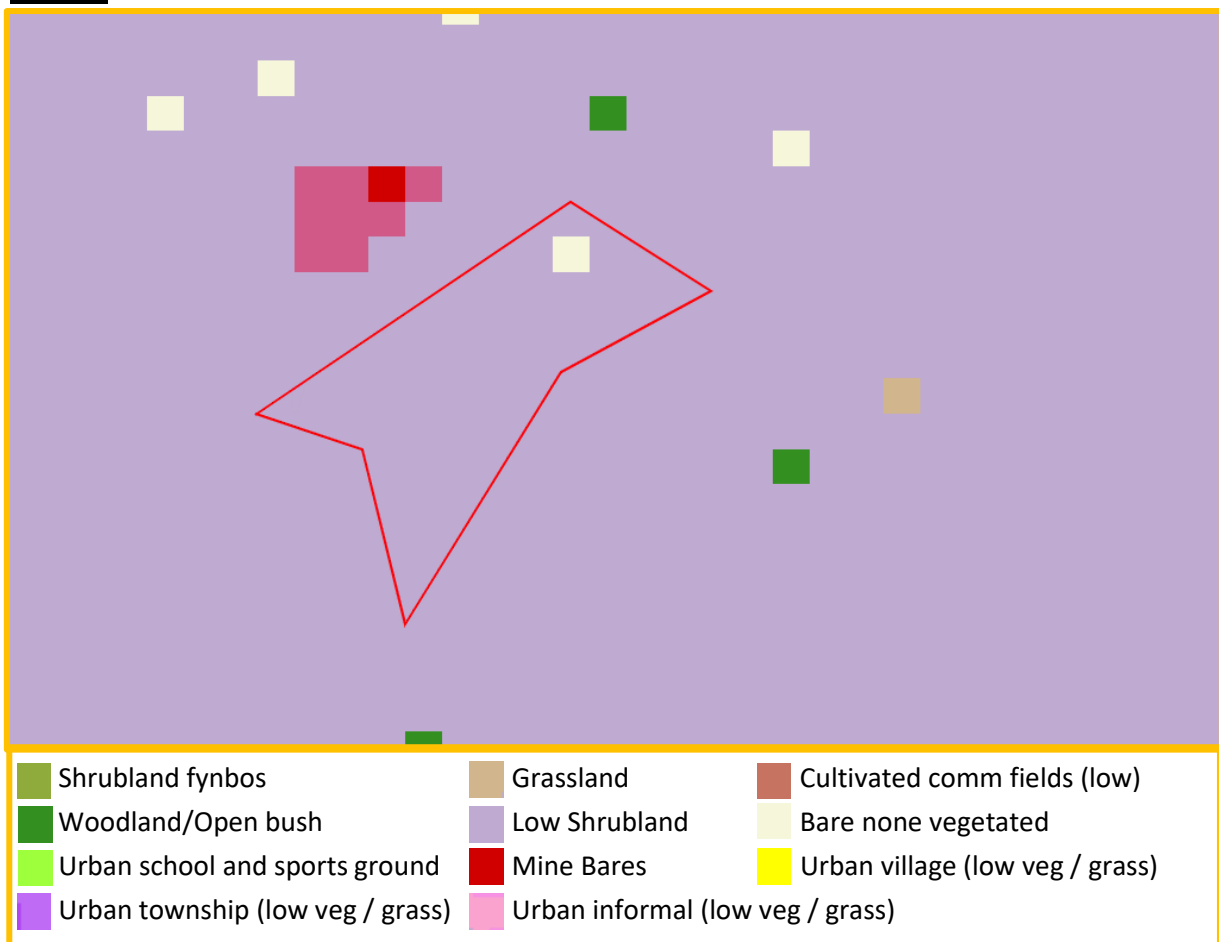 Shrubland fynbos Grassland Cultivated comm fields (low)
Woodland/Open bush Low Shrubland Bare none vegetated
Urban school and sports ground Mine Bares Urban village (low veg / grass)
Urban township (low veg / grass) Urban informal (low veg / grass)